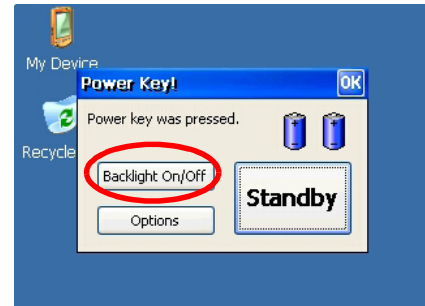 My Device
Power Key!
OK
Power key was pressed.
Recycle
Backlight On/Off
Standby
Options